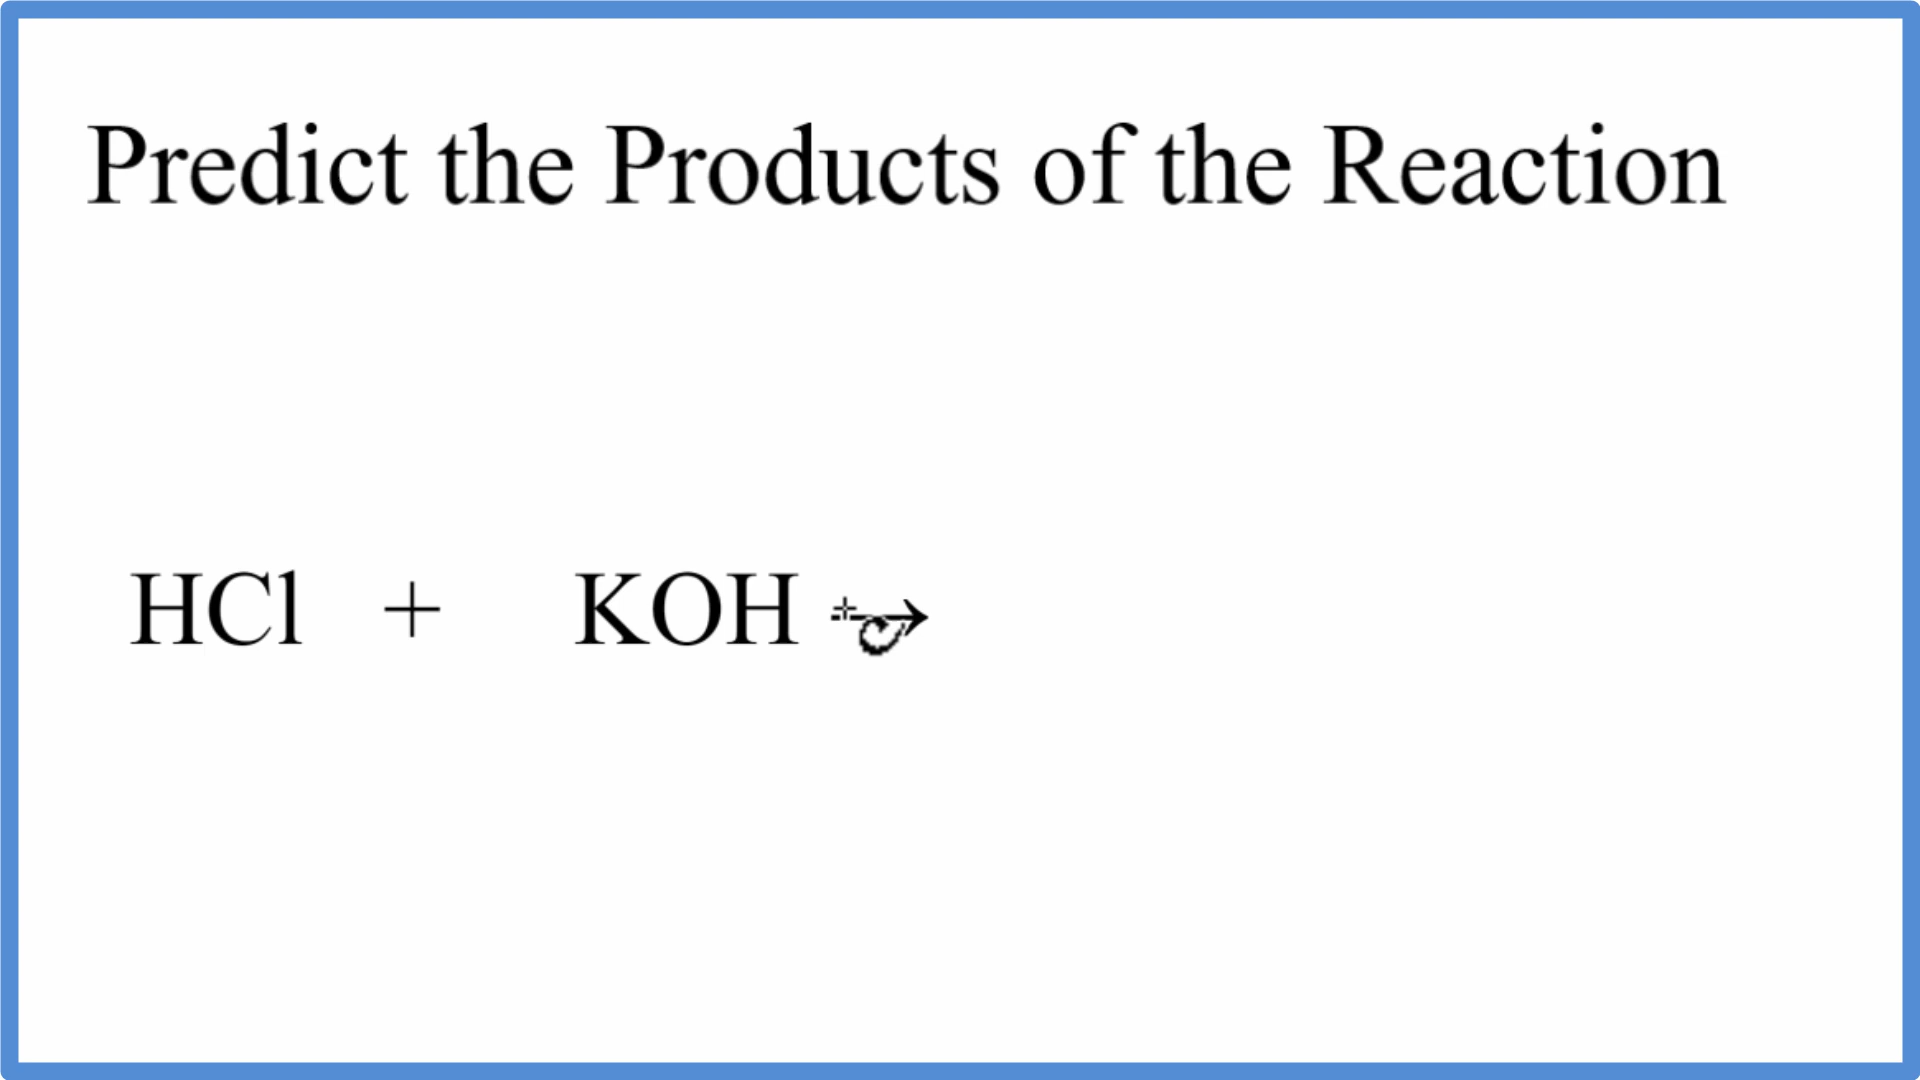 Predict the Products of the Reaction
HCl + KOH →